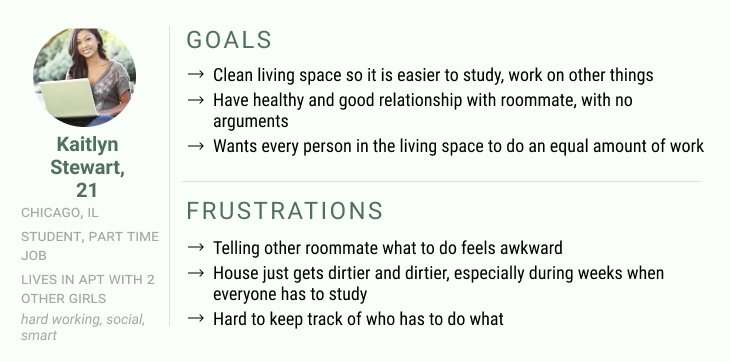 Kaitlyn
Stewart,
21
CHICAGO, IL
STUDENT, PART TIME
JOB
LIVES IN APT WITH 2
OTHER GIRLS
hard working, social,
smart
GOALS
→ Clean living space so it is easier to study, work on other things
→ Have healthy and good relationship with roommate, with no
arguments
→ Wants every person in the living space to do an equal amount of work
FRUSTRATIONS
→ Telling other roommate what to do feels awkward
→ House just gets dirtier and dirtier, especially during weeks when
everyone has to study
→ Hard to keep track of who has to do what